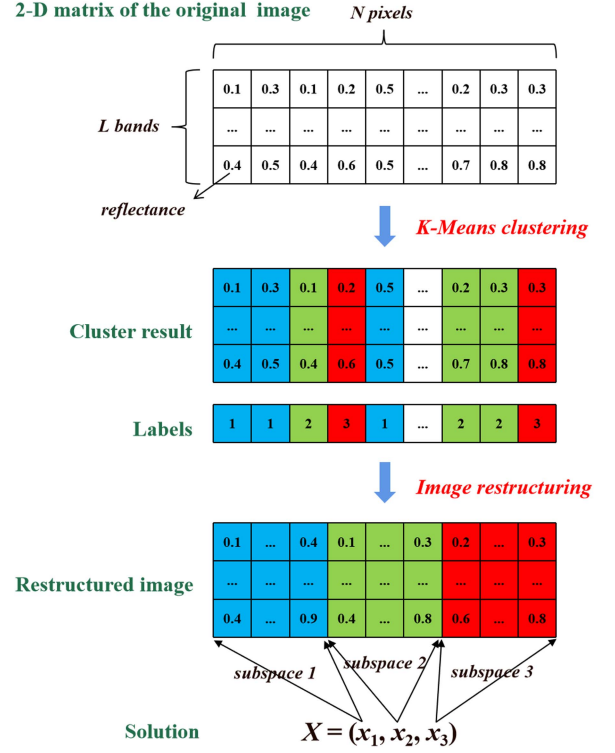 2-D matrix of the original image
N pixels
L bands
0.1 0.3 0.1 0.2 0.5 ... 0.2 0.3 0.3
... ... ... ... ... ... ... ... ...
0.4 0.5 0.4 0.6 0.5 ... 0.7 0.8 0.8
reflectance
K-Means clustering
Cluster result
0.1 0.3 0.1 0.2 0.5 ... 0.2 0.3 0.3
... ... ... ... ... ... ... ... ...
0.4 0.5 0.4 0.6 0.5 ... 0.7 0.8 0.8
Labels
1 1 2 3 1 ... 2 2 3
Image restructuring
Restructured image
0.1 ... 0.4 0.1 ... 0.3 0.2 ... 0.3
... ... ... ... ... ... ... ... ...
0.4 ... 0.9 0.4 ... 0.8 0.6 ... 0.8
subspace 1 subspace 2 subspace 3
Solution
X = (x₁, x₂, x₃)